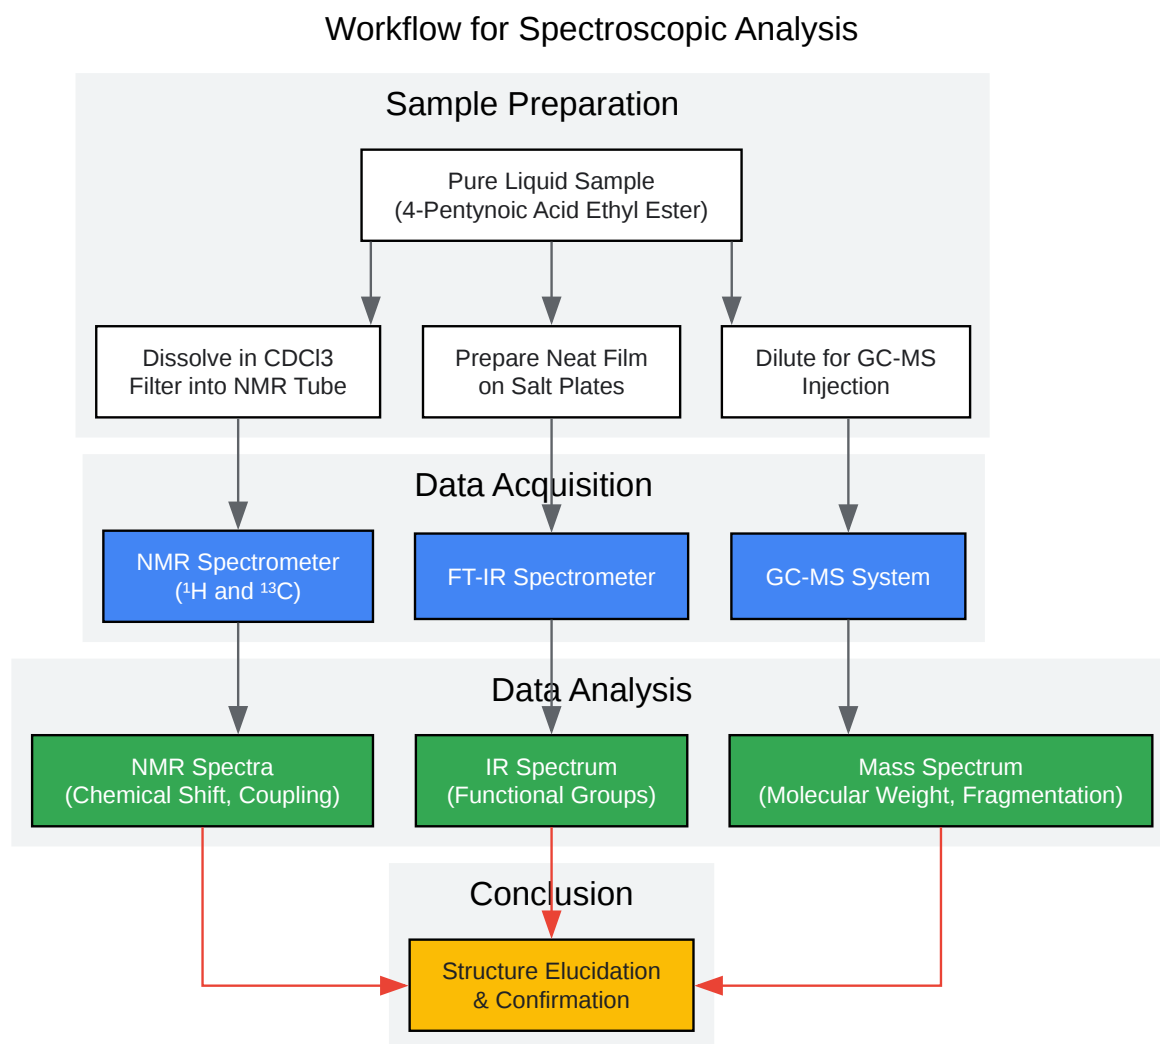 Workflow for Spectroscopic Analysis
Sample Preparation
Pure Liquid Sample
(4-Pentynoic Acid Ethyl Ester)
Dissolve in CDCl3
Filter into NMR Tube
Prepare Neat Film
on Salt Plates
Dilute for GC-MS
Injection
Data Acquisition
NMR Spectrometer
(¹H and ¹³C)
FT-IR Spectrometer
GC-MS System
Data Analysis
NMR Spectra
(Chemical Shift, Coupling)
IR Spectrum
(Functional Groups)
Mass Spectrum
(Molecular Weight, Fragmentation)
Conclusion
Structure Elucidation
& Confirmation